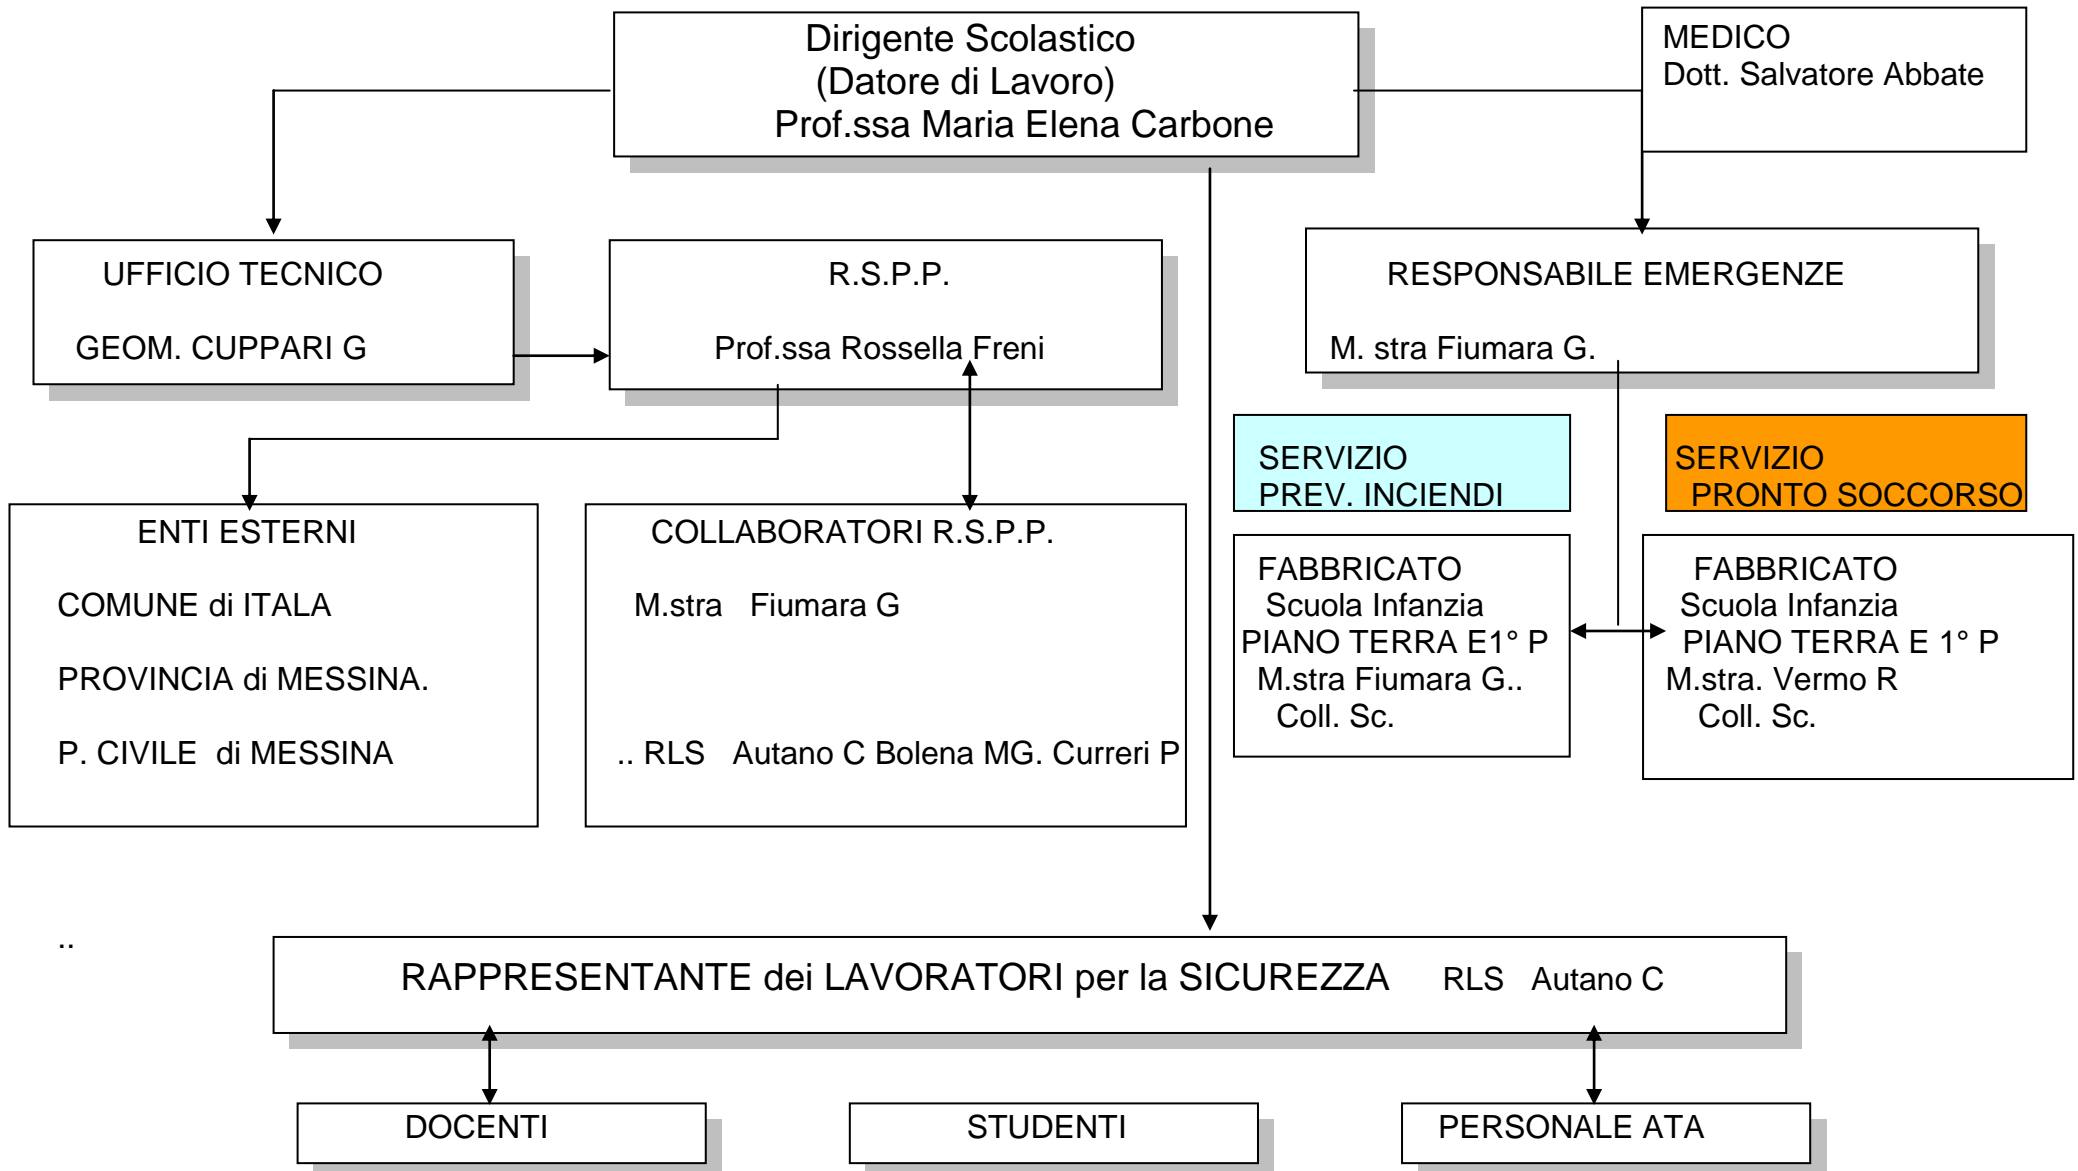 Dirigente Scolastico
(Datore di Lavoro)
Prof.ssa Maria Elena Carbone
MEDICO
Dott. Salvatore Abbate
UFFICIO TECNICO
GEOM. CUPPARI G
R.S.P.P.
Prof.ssa Rossella Freni
RESPONSABILE EMERGENZE
M. stra Fiumara G.
SERVIZIO
PREV. INCIENDI
SERVIZIO
PRONTO SOCCORSO
ENTI ESTERNI
COMUNE di ITALA
PROVINCIA di MESSINA.
P. CIVILE di MESSINA
COLLABORATORI R.S.P.P.
M.stra Fiumara G
.. RLS Autano C Bolena MG. Curreri P
FABBRICATO
Scuola Infanzia
PIANO TERRA E1° P
M.stra Fiumara G..
Coll. Sc.
FABBRICATO
Scuola Infanzia
PIANO TERRA E 1° P
M.stra. Vermo R
Coll. Sc.
..
RAPPRESENTANTE dei LAVORATORI per la SICUREZZA RLS Autano C
DOCENTI
STUDENTI
PERSONALE ATA